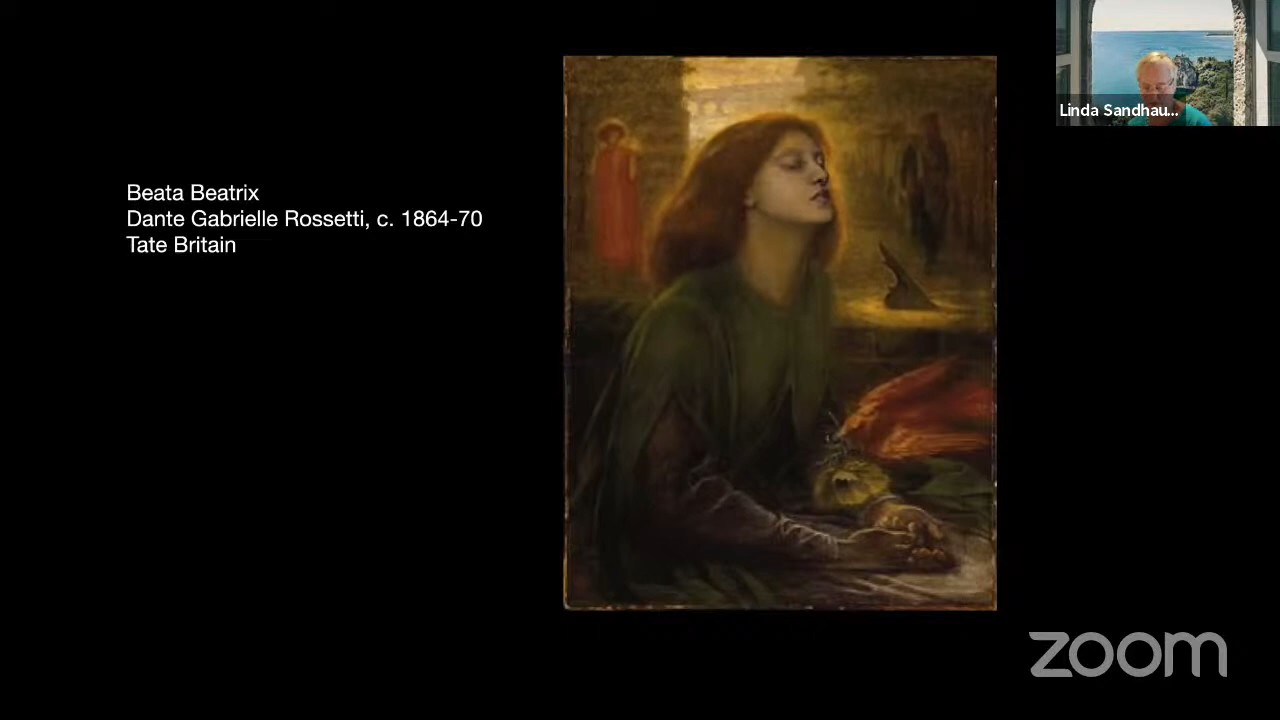 Beata Beatrix
Dante Gabrielle Rossetti, c. 1864-70
Tate Britain
Linda Sandhau...
zoom